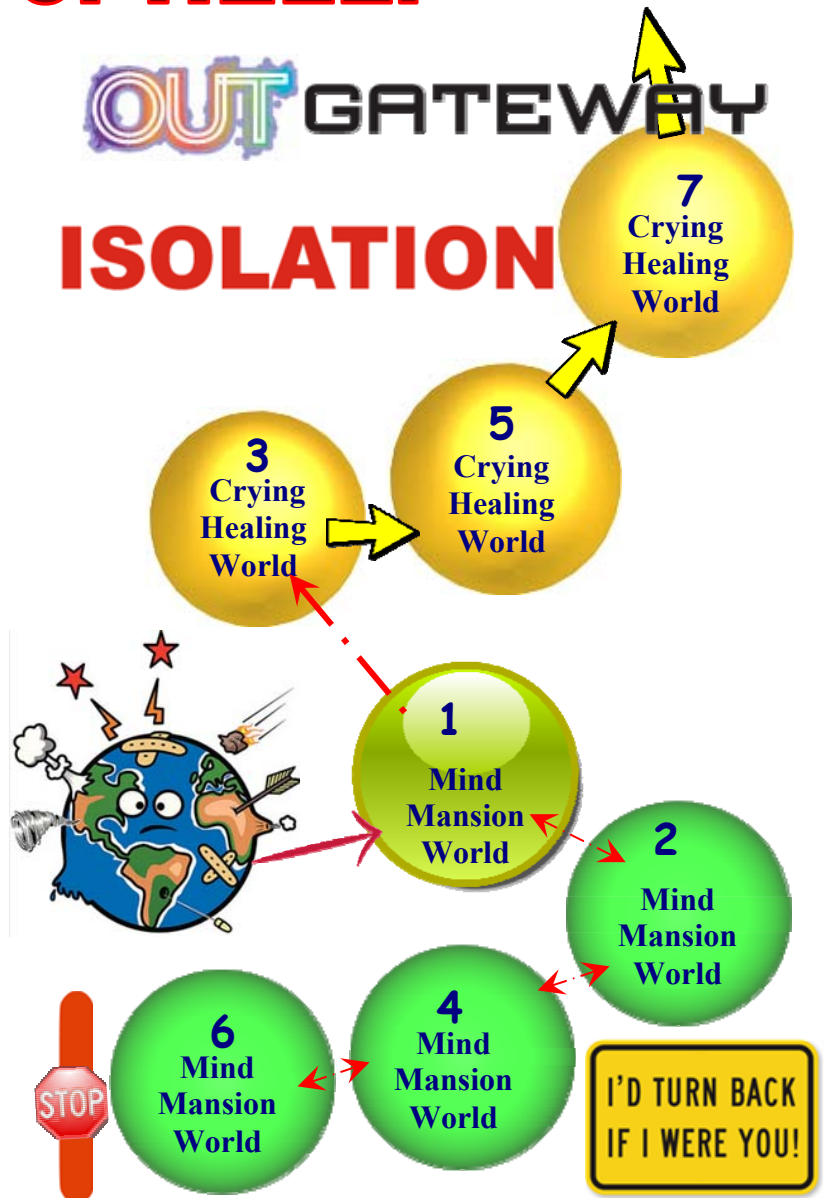 OUT GATEWAY
7
Crying
Healing
World
ISOLATION
5
Crying
Healing
World
3
Crying
Healing
World
1
Mind
Mansion
World
2
Mind
Mansion
World
4
Mind
Mansion
World
6
Mind
Mansion
World
STOP
I'D TURN BACK
IF I WERE YOU!